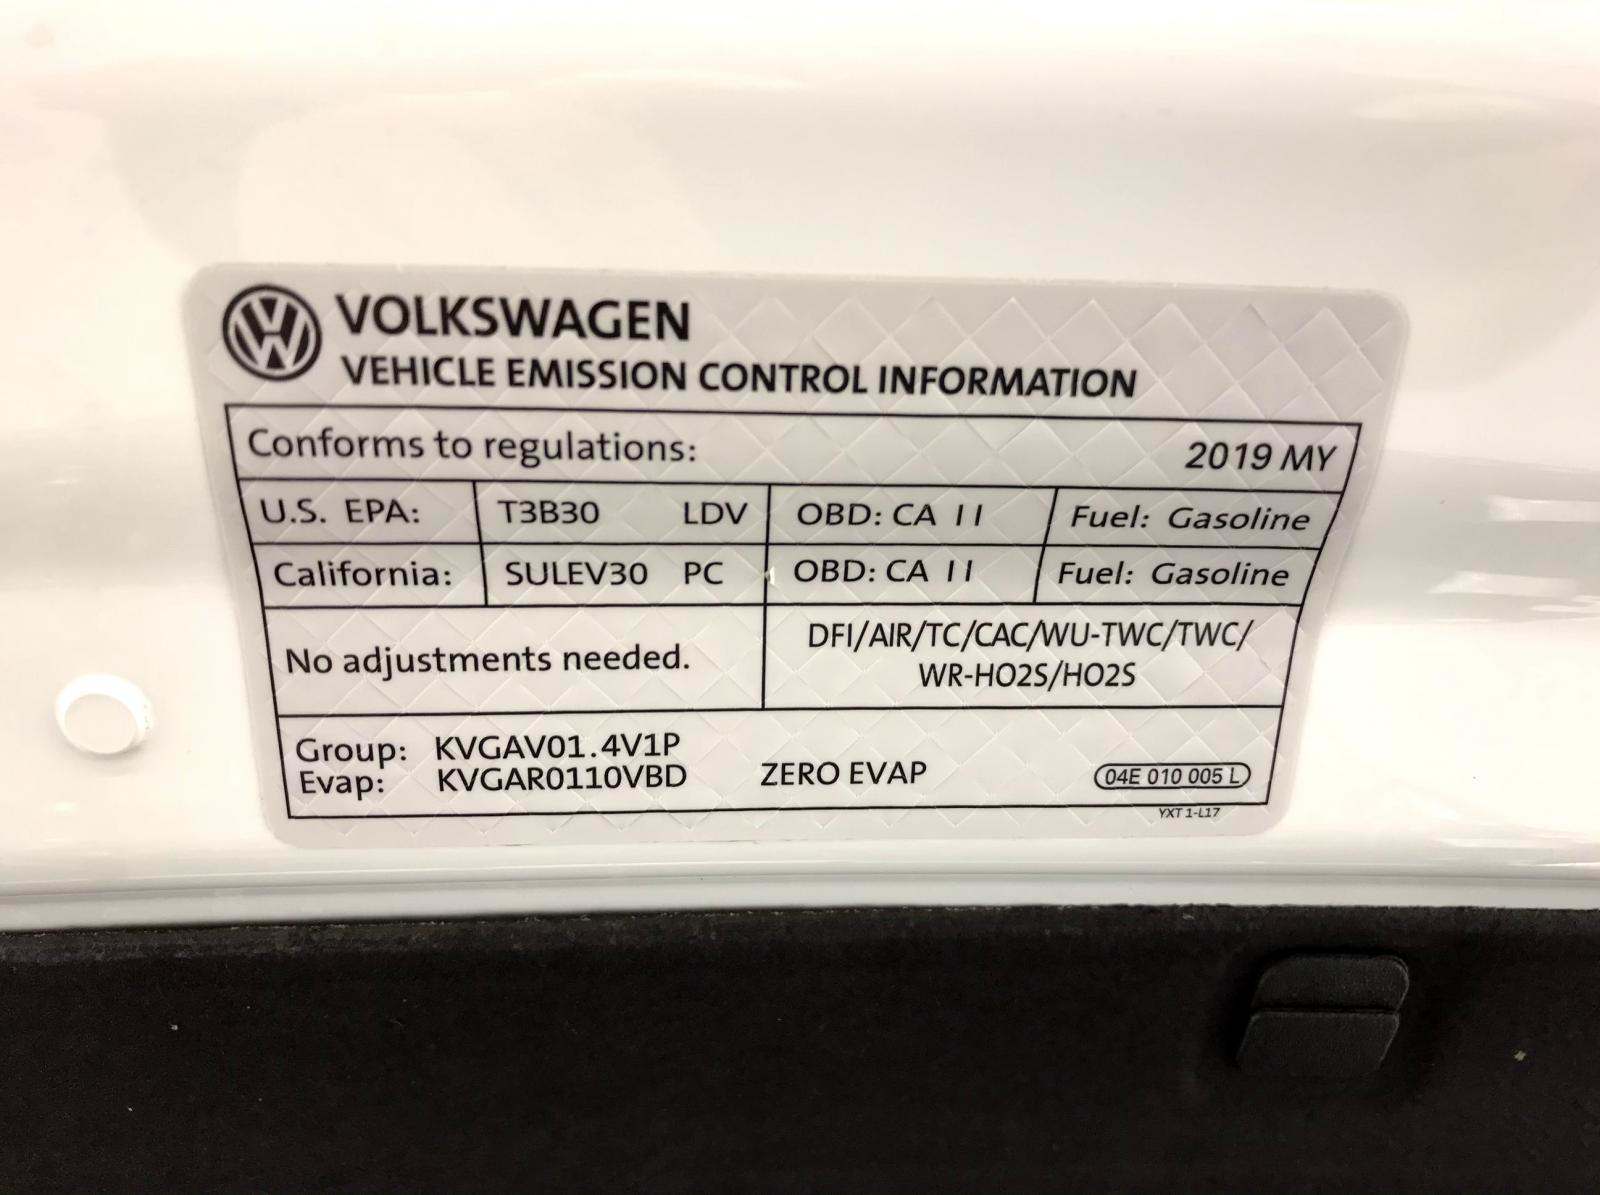 VOLKSWAGEN
VEHICLE EMISSION CONTROL INFORMATION
Conforms to regulations: 2019 MY
U.S. EPA: T3B30 LDV OBD: CA II Fuel: Gasoline
California: SULEV30 PC OBD: CA II Fuel: Gasoline
No adjustments needed.
DFI/AIR/TC/CAC/WU-TWC/TWC/
WR-HO2S/HO2S
Group: KVGAV01.4V1P
Evap: KVGAR0110VBD ZERO EVAP 04E 010 005 L
YXT 1-L17